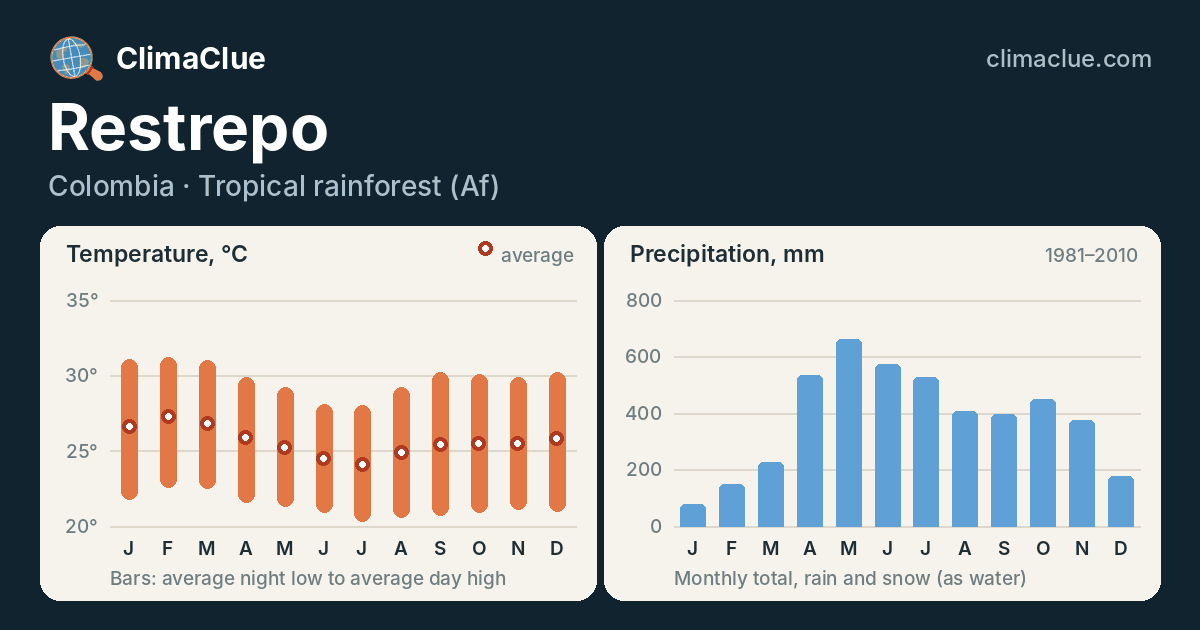 ClimaClue
climaclue.com
Restrepo
Colombia · Tropical rainforest (Af)
Temperature, °C
average
35°
30°
25°
20°
J F M A M J J A S O N D
Bars: average night low to average day high
Precipitation, mm
1981–2010
800
600
400
200
0
J F M A M J J A S O N D
Monthly total, rain and snow (as water)